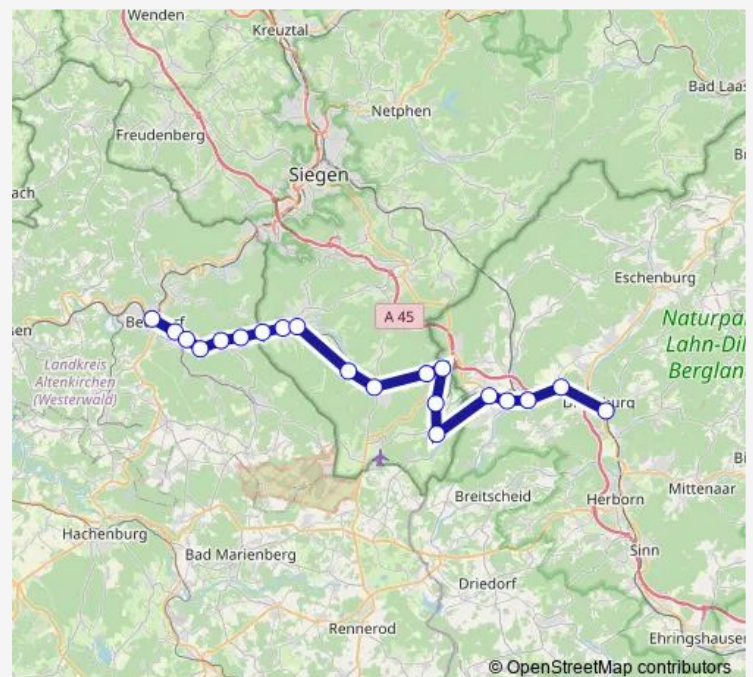 Wenden
Kreuztal
Netphen
Bad Laas
Freudenberg
Siegen
ach
Eschenburg
A 45
sen
Naturpa
Lahn-Dil
Berglan
Landkreis
Altenkirchen
(Westerwald)
Breitscheid
Mittenaar
Herborn
Hachenburg
Bad Marienberg
Sinn
Driedorf
Rennerod
Ehringshauser
© OpenStreetMap contributors